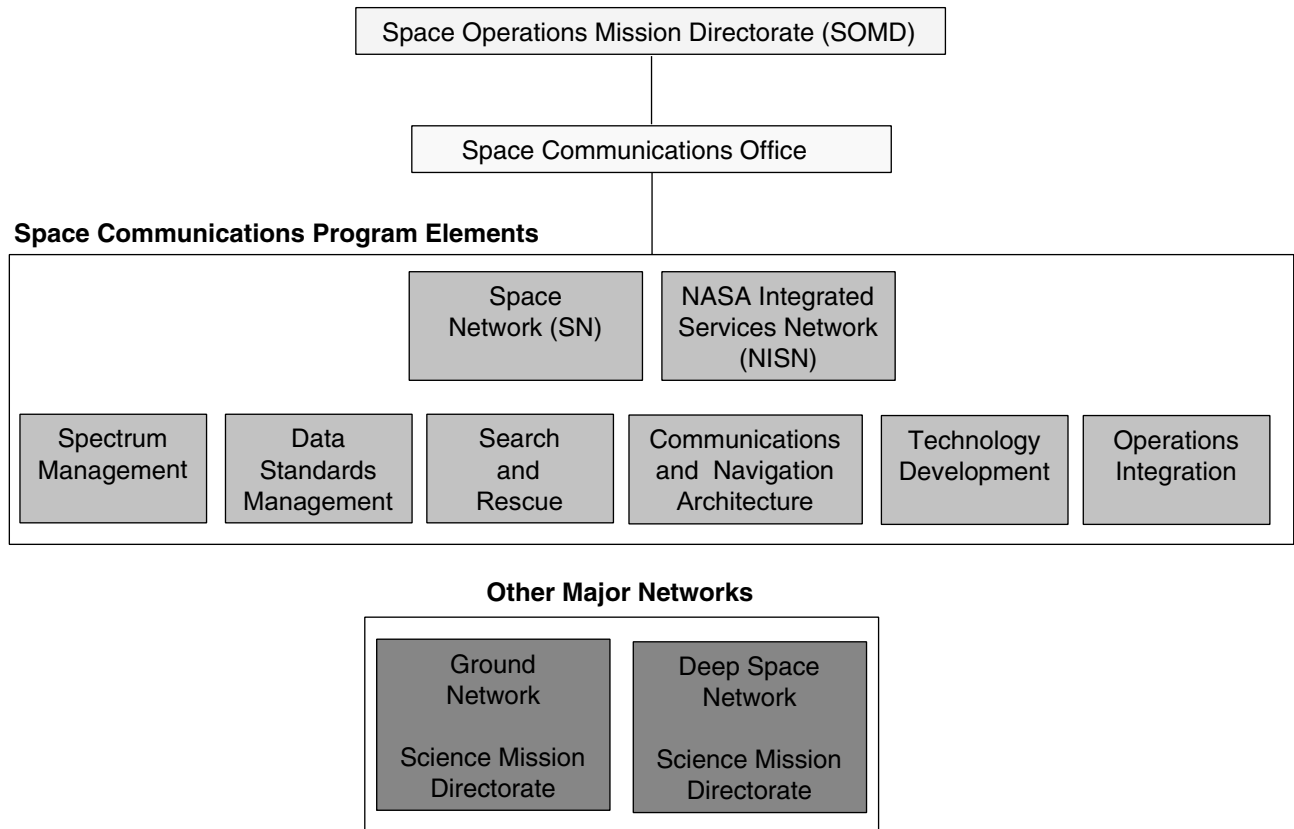 Space Operations Mission Directorate (SOMD)
Space Communications Office
Space Communications Program Elements
Space
Network (SN)
NASA Integrated
Services Network
(NISN)
Spectrum
Management
Data
Standards
Management
Search
and
Rescue
Communications
and Navigation
Architecture
Technology
Development
Operations
Integration
Other Major Networks
Ground
Network
Science Mission
Directorate
Deep Space
Network
Science Mission
Directorate